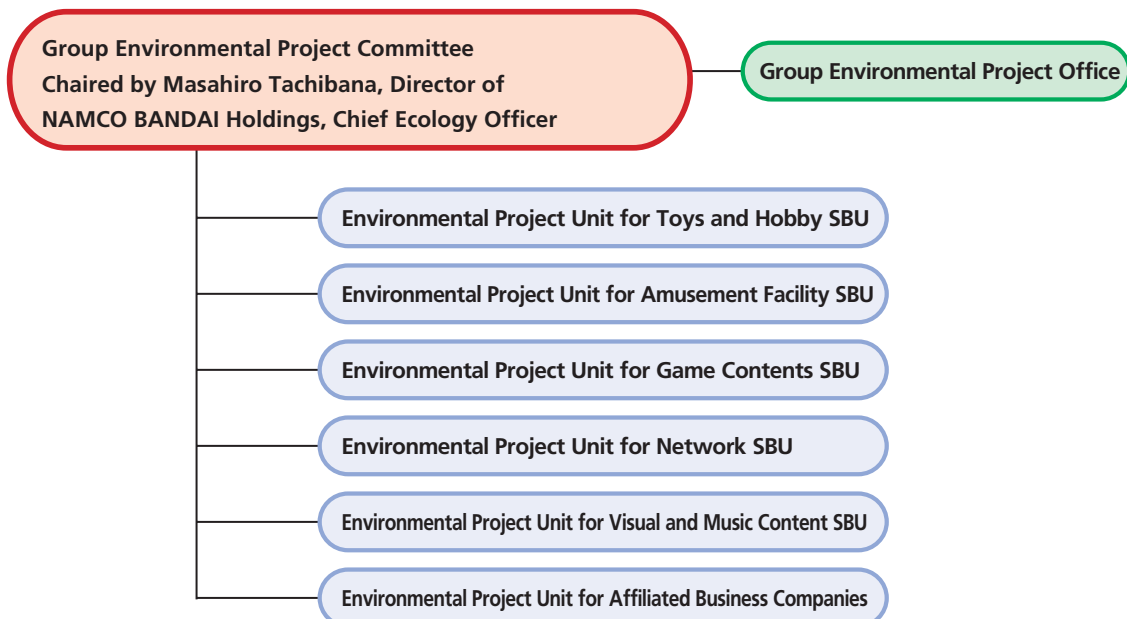 Group Environmental Project Committee
Chaired by Masahiro Tachibana, Director of
NAMCO BANDAI Holdings, Chief Ecology Officer
Group Environmental Project Office
Environmental Project Unit for Toys and Hobby SBU
Environmental Project Unit for Amusement Facility SBU
Environmental Project Unit for Game Contents SBU
Environmental Project Unit for Network SBU
Environmental Project Unit for Visual and Music Content SBU
Environmental Project Unit for Affiliated Business Companies